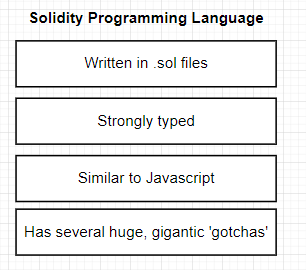 Solidity Programming Language
Written in .sol files
Strongly typed
Similar to Javascript
Has several huge, gigantic 'gotchas'